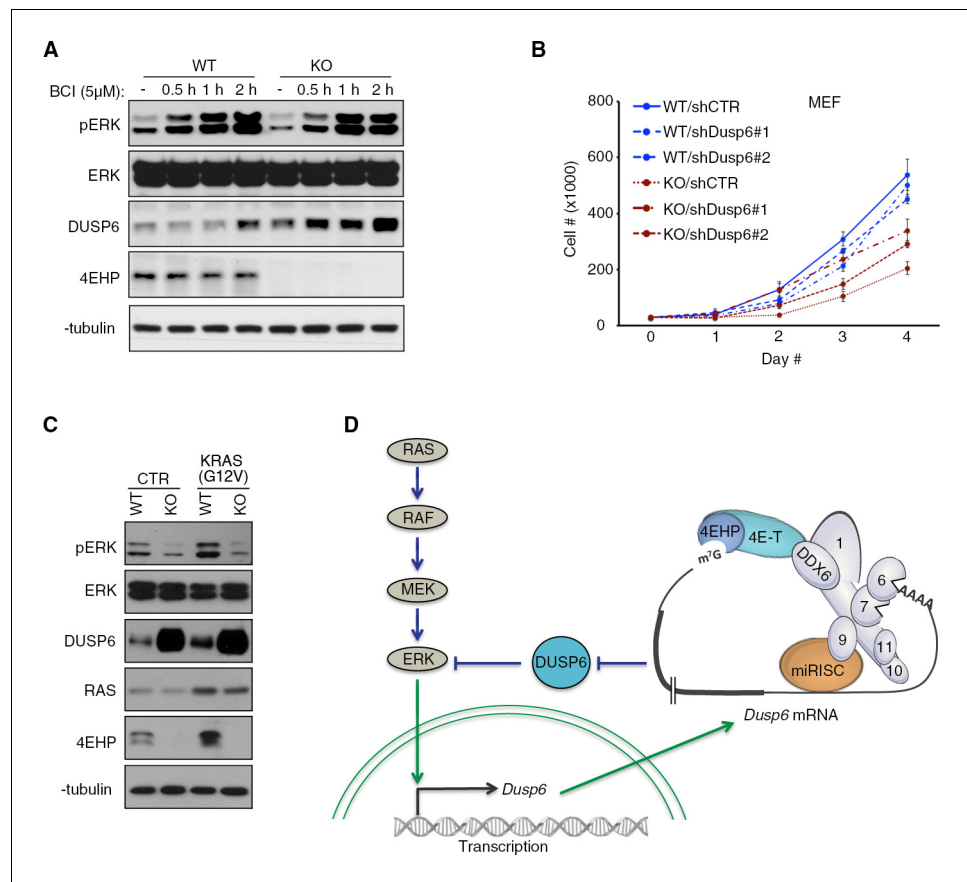 A
WT KO
BCI (5µM): - 0.5 h 1 h 2 h - 0.5 h 1 h 2 h
pERK
ERK
DUSP6
4EHP
-tubulin
B
MEF
800
600
400
200
0
Cell # (x1000)
WT/shCTR
WT/shDusp6#1
WT/shDusp6#2
KO/shCTR
KO/shDusp6#1
KO/shDusp6#2
0 1 2 3 4
Day #
C
CTR KRAS
(G12V)
WT KO WT KO
pERK
ERK
DUSP6
RAS
4EHP
-tubulin
D
RAS
RAF
MEK
ERK
DUSP6
4EHP
4E-T
m⁷G
DDX6
1
6
7
AAAA
9
11
10
miRISC
Dusp6 mRNA
Dusp6
Transcription